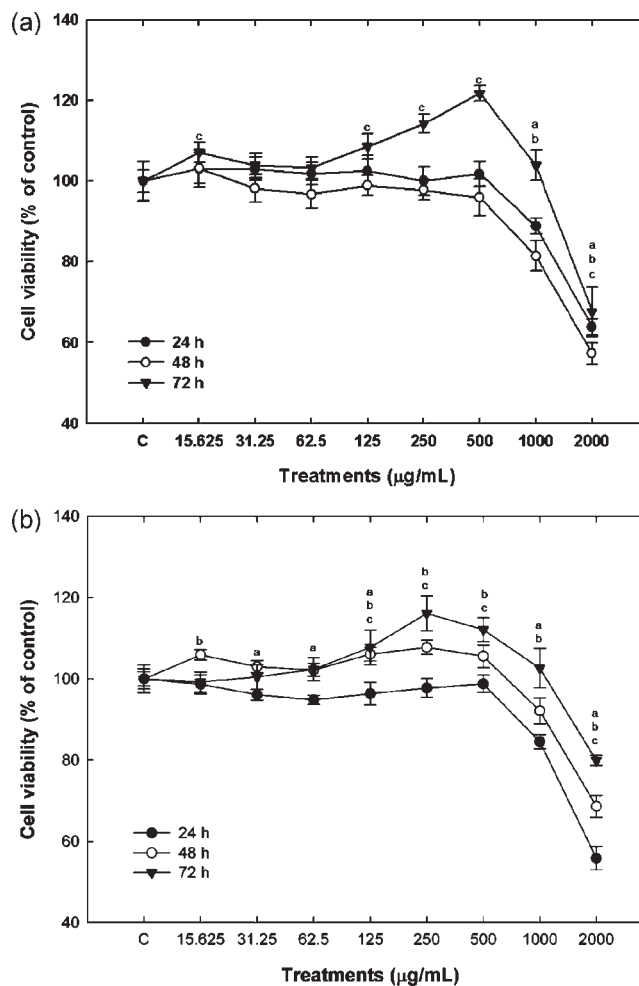 (a)
140
120
100
80
60
40
Cell viability (% of control)
c
c
c
c
a
b
a
b
c
24 h
48 h
72 h
C 15.625 31.25 62.5 125 250 500 1000 2000
Treatments (µg/mL)
(b)
140
120
100
80
60
40
Cell viability (% of control)
b
a
a
a
b
c
b
c
b
c
a
b
a
b
c
24 h
48 h
72 h
C 15.625 31.25 62.5 125 250 500 1000 2000
Treatments (µg/mL)